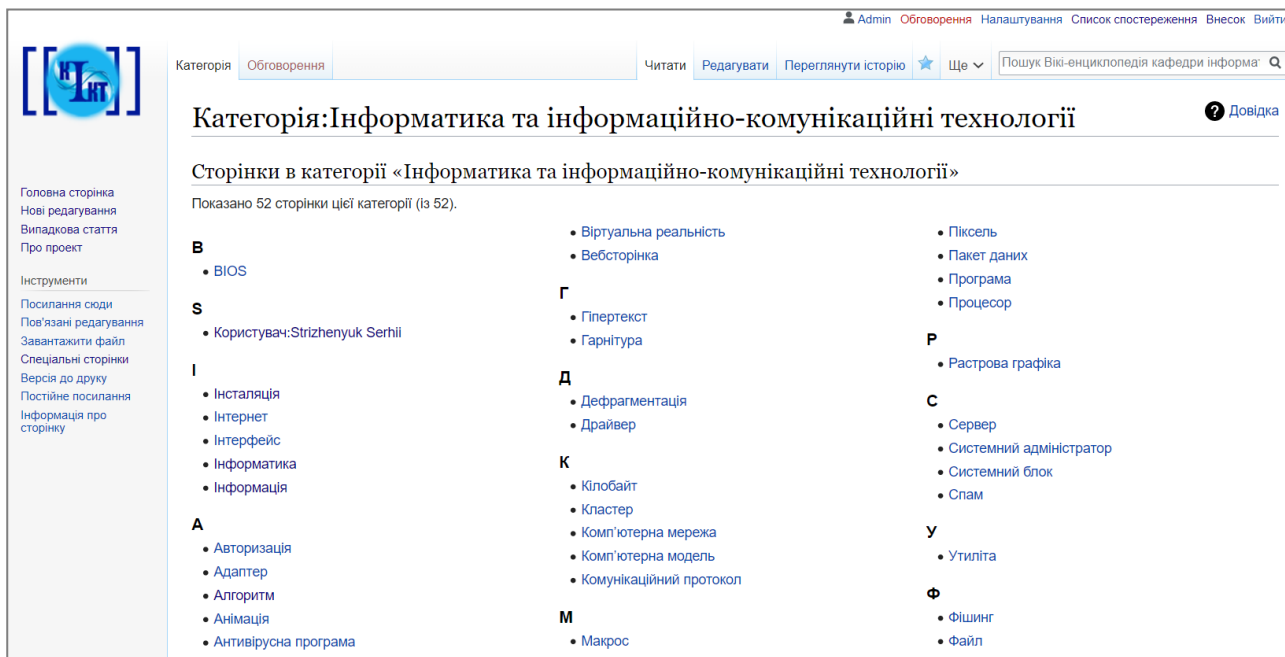 Admin Обговорення Налаштування Список спостереження Внесок Вийти
[[КІКТ]]
Категорія Обговорення Читати Редагувати Переглянути історію Ще Пошук Вікі-енциклопедія кафедри інформат
Категорія:Інформатика та інформаційно-комунікаційні технології
? Довідка
Сторінки в категорії «Інформатика та інформаційно-комунікаційні технології»
Показано 52 сторінки цієї категорії (із 52).
Головна сторінка
Нові редагування
Випадкова стаття
Про проект
Інструменти
Посилання сюди
Пов'язані редагування
Завантажити файл
Спеціальні сторінки
Версія до друку
Постійне посилання
Інформація про
сторінку
B
• BIOS
S
• Користувач:Strizhenyuk Serhii
І
• Інсталяція
• Інтернет
• Інтерфейс
• Інформатика
• Інформація
А
• Авторизація
• Адаптер
• Алгоритм
• Анімація
• Антивірусна програма
• Віртуальна реальність
• Вебсторінка
Г
• Гіпертекст
• Гарнітура
Д
• Дефрагментація
• Драйвер
К
• Кілобайт
• Кластер
• Комп'ютерна мережа
• Комп'ютерна модель
• Комунікаційний протокол
М
• Макрос
• Піксель
• Пакет даних
• Програма
• Процесор
Р
• Растрова графіка
С
• Сервер
• Системний адміністратор
• Системний блок
• Спам
У
• Утиліта
Ф
• Фішинг
• Файл